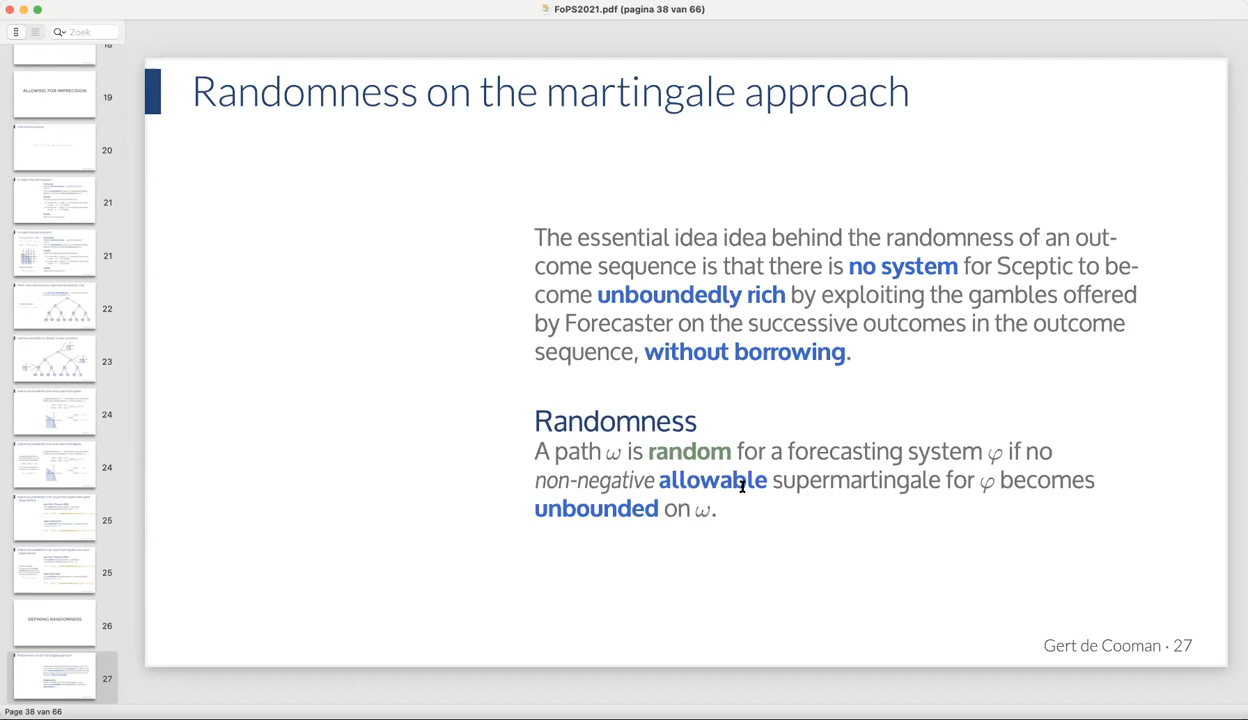 FoPS2021.pdf (pagina 38 van 66)
Zoek
18
ALLOWING FOR IMPRECISION
19
20
21
21
22
23
24
24
25
25
DEFINING RANDOMNESS
26
27
Randomness on the martingale approach
The essential idea idea behind the randomness of an out-
come sequence is that there is no system for Sceptic to be-
come unboundedly rich by exploiting the gambles offered
by Forecaster on the successive outcomes in the outcome
sequence, without borrowing.
Randomness
A path ω is random for a forecasting system φ if no
non-negative allowable supermartingale for φ becomes
unbounded on ω.
Gert de Cooman · 27
Page 38 van 66